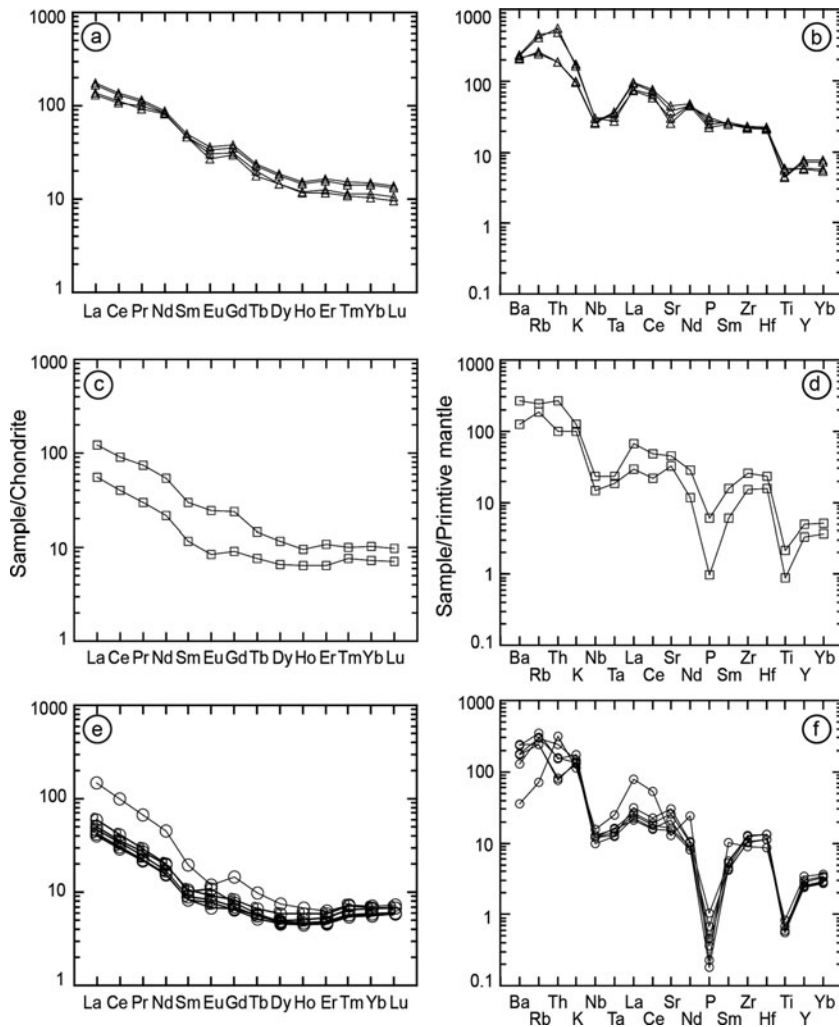 1000
100
10
1
a
La Ce Pr Nd Sm Eu Gd Tb Dy Ho Er Tm Yb Lu
1000
100
10
1
0.1
b
Ba Th Nb La Sr P Zr Ti Yb
Rb K Ta Ce Nd Sm Hf Y
Sample/Chondrite
1000
100
10
1
c
La Ce Pr Nd Sm Eu Gd Tb Dy Ho Er Tm Yb Lu
Sample/Primtive mantle
1000
100
10
1
0.1
d
Ba Th Nb La Sr P Zr Ti Yb
Rb K Ta Ce Nd Sm Hf Y
1000
100
10
1
e
La Ce Pr Nd Sm Eu Gd Tb Dy Ho Er Tm Yb Lu
1000
100
10
1
0.1
f
Ba Th Nb La Sr P Zr Ti Yb
Rb K Ta Ce Nd Sm Hf Y